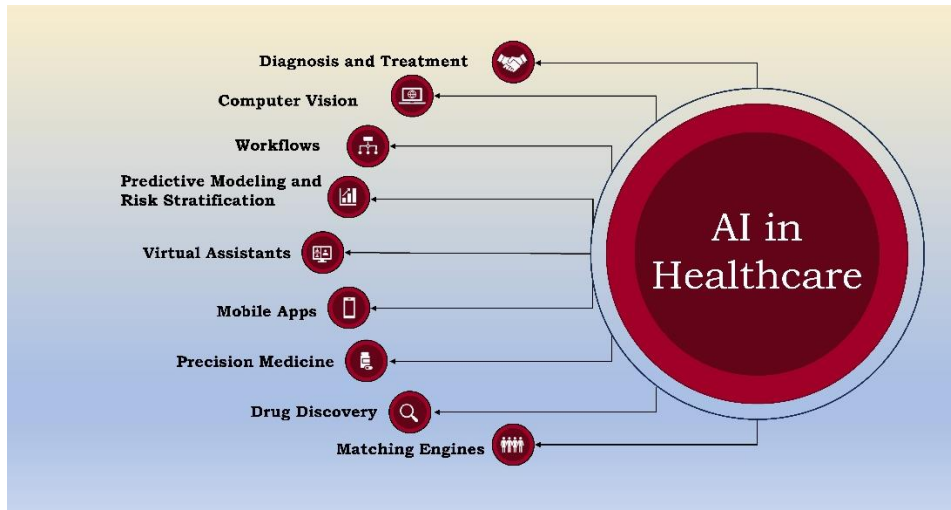 Diagnosis and Treatment
Computer Vision
Workflows
Predictive Modeling and
Risk Stratification
Virtual Assistants
Mobile Apps
Precision Medicine
Drug Discovery
Matching Engines
AI in
Healthcare